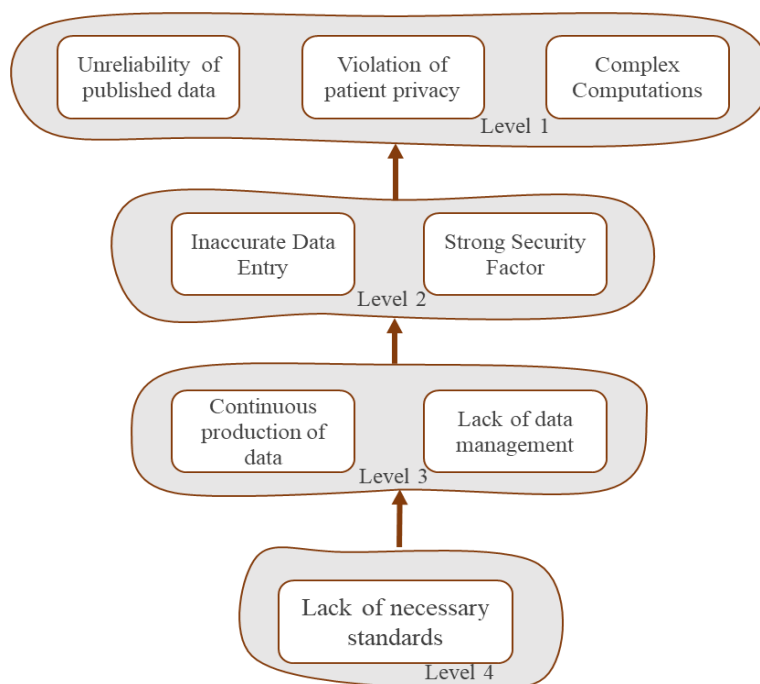 Unreliability of
published data
Violation of
patient privacy
Complex
Computations
Level 1
Inaccurate Data
Entry
Strong Security
Factor
Level 2
Continuous
production of
data
Lack of data
management
Level 3
Lack of necessary
standards
Level 4